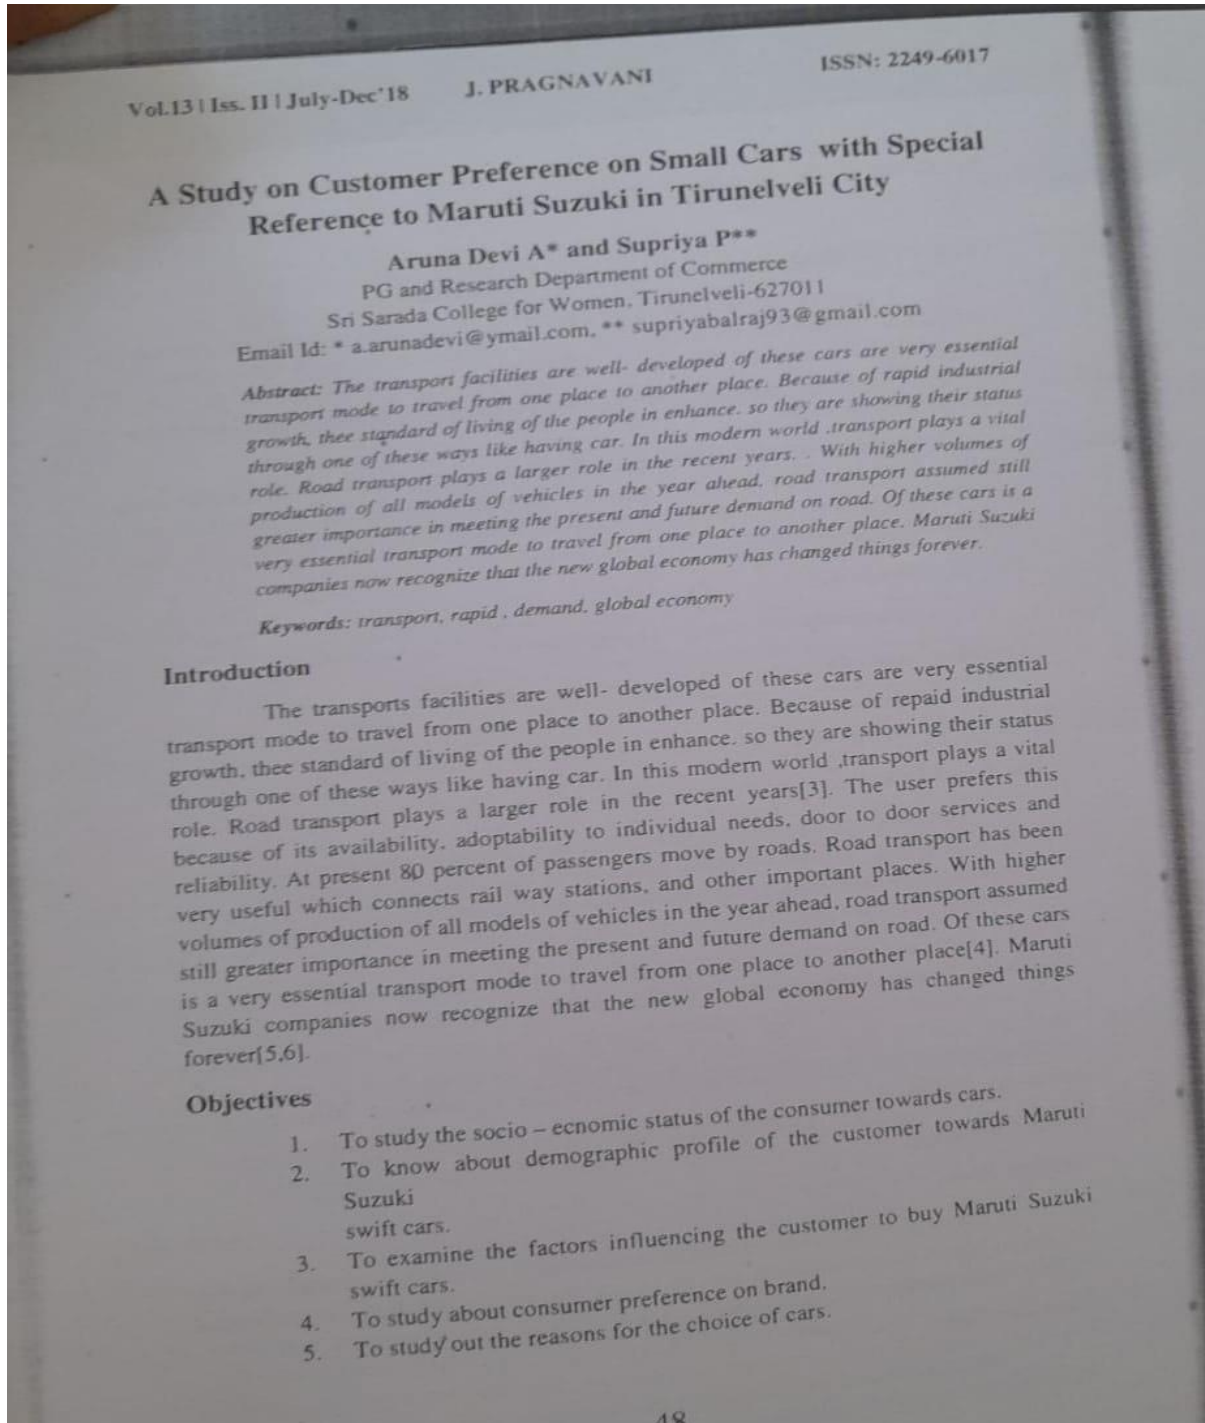 Vol.13 | Iss. II | July-Dec'18 J. PRAGNAVANI ISSN: 2249-6017
A Study on Customer Preference on Small Cars with Special
Reference to Maruti Suzuki in Tirunelveli City
Aruna Devi A* and Supriya P**
PG and Research Department of Commerce
Sri Sarada College for Women, Tirunelveli-627011
Email Id: * a.arunadevi@ymail.com, ** supriyabalraj93@gmail.com
Abstract: The transport facilities are well- developed of these cars are very essential
transport mode to travel from one place to another place. Because of rapid industrial
growth, thee standard of living of the people in enhance. so they are showing their status
through one of these ways like having car. In this modern world ,transport plays a vital
role. Road transport plays a larger role in the recent years. . With higher volumes of
production of all models of vehicles in the year ahead, road transport assumed still
greater importance in meeting the present and future demand on road. Of these cars is a
very essential transport mode to travel from one place to another place. Maruti Suzuki
companies now recognize that the new global economy has changed things forever.
Keywords: transport, rapid , demand, global economy
Introduction
The transports facilities are well- developed of these cars are very essential
transport mode to travel from one place to another place. Because of repaid industrial
growth, thee standard of living of the people in enhance. so they are showing their status
through one of these ways like having car. In this modern world ,transport plays a vital
role. Road transport plays a larger role in the recent years[3]. The user prefers this
because of its availability, adoptability to individual needs, door to door services and
reliability. At present 80 percent of passengers move by roads. Road transport has been
very useful which connects rail way stations, and other important places. With higher
volumes of production of all models of vehicles in the year ahead, road transport assumed
still greater importance in meeting the present and future demand on road. Of these cars
is a very essential transport mode to travel from one place to another place[4]. Maruti
Suzuki companies now recognize that the new global economy has changed things
forever[5,6].
Objectives
1. To study the socio – ecnomic status of the consumer towards cars.
2. To know about demographic profile of the customer towards Maruti
Suzuki
swift cars.
3. To examine the factors influencing the customer to buy Maruti Suzuki
swift cars.
4. To study about consumer preference on brand.
5. To study out the reasons for the choice of cars.
48